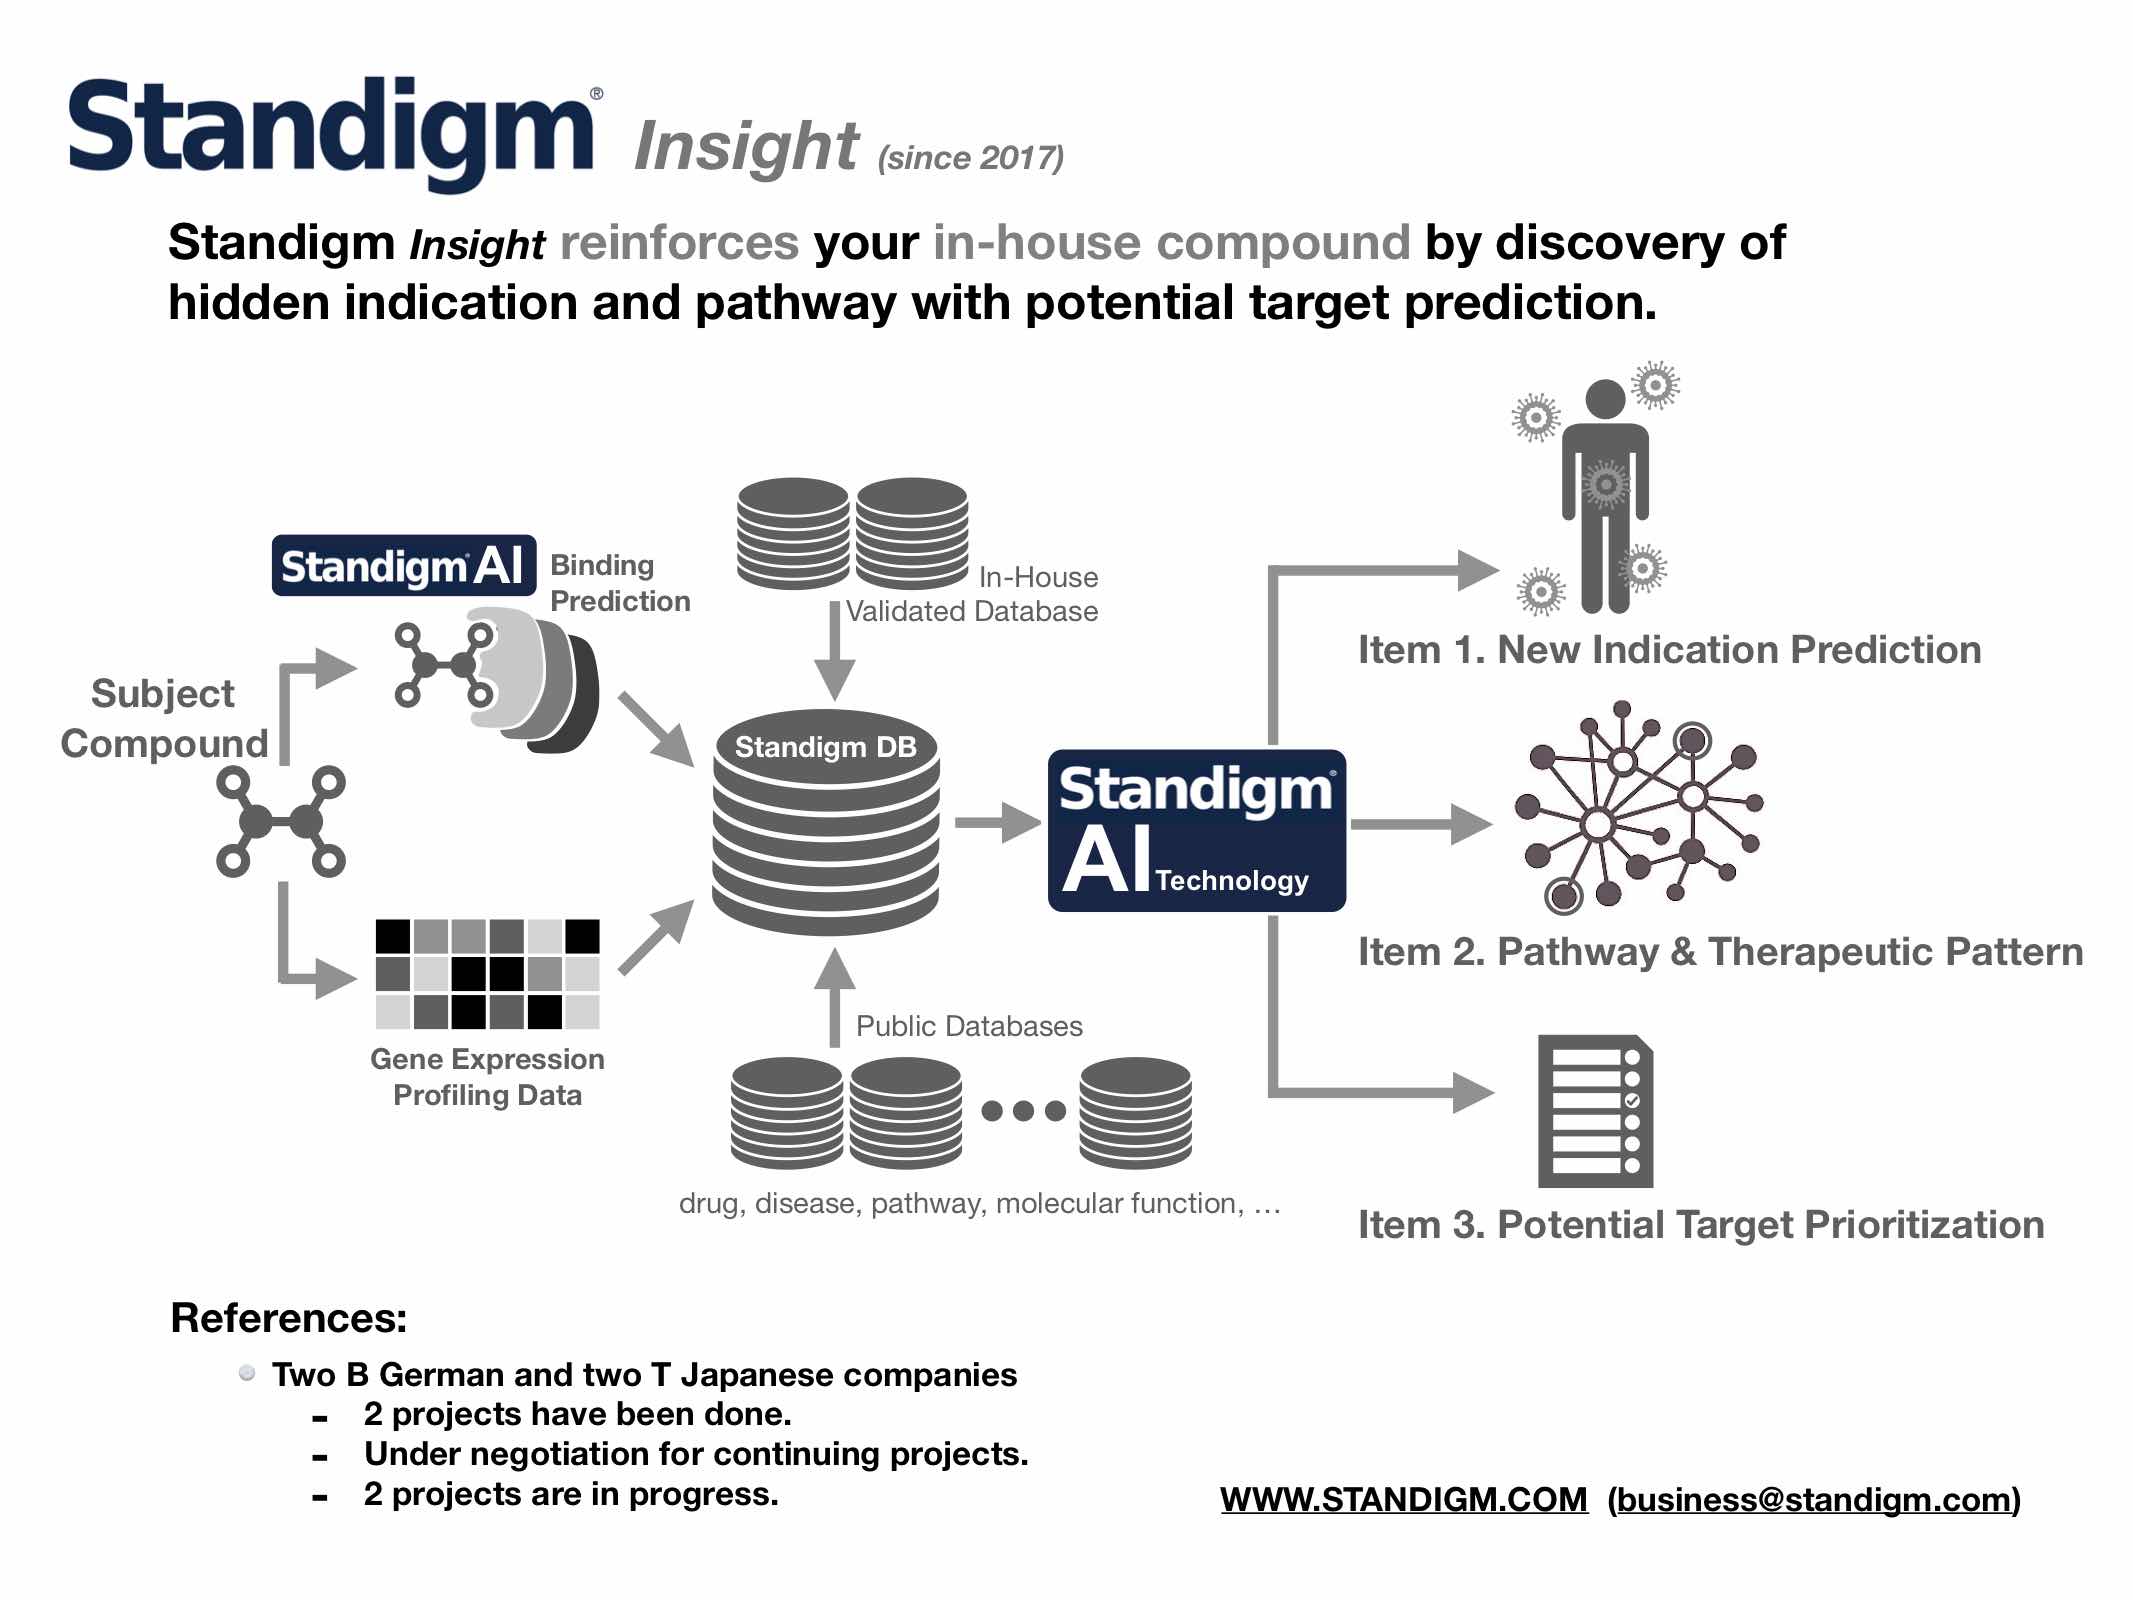 Standigm® Insight (since 2017)
Standigm Insight reinforces your in-house compound by discovery of
hidden indication and pathway with potential target prediction.
Standigm® AI
Binding
Prediction
In-House
Validated Database
Subject
Compound
Standigm DB
Standigm®
AI Technology
Gene Expression
Profiling Data
Public Databases
drug, disease, pathway, molecular function, …
Item 1. New Indication Prediction
Item 2. Pathway & Therapeutic Pattern
Item 3. Potential Target Prioritization
References:
Two B German and two T Japanese companies
- 2 projects have been done.
- Under negotiation for continuing projects.
- 2 projects are in progress.
WWW.STANDIGM.COM (business@standigm.com)